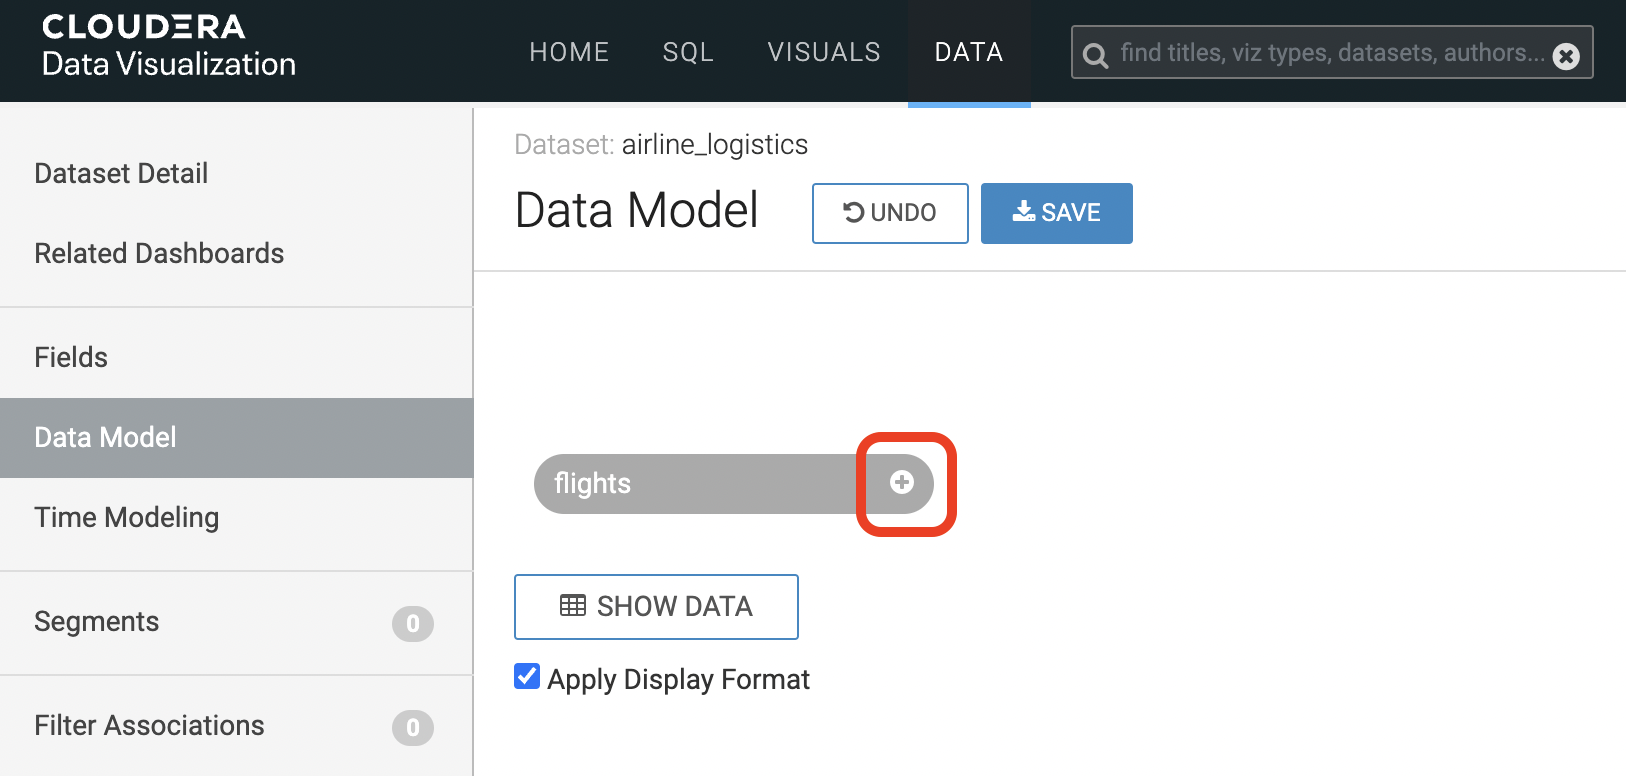 CLOUDERA
Data Visualization
HOME SQL VISUALS DATA
find titles, viz types, datasets, authors...
Dataset Detail
Related Dashboards
Fields
Data Model
Time Modeling
Segments 0
Filter Associations 0
Dataset: airline_logistics
Data Model UNDO SAVE
flights
SHOW DATA
Apply Display Format